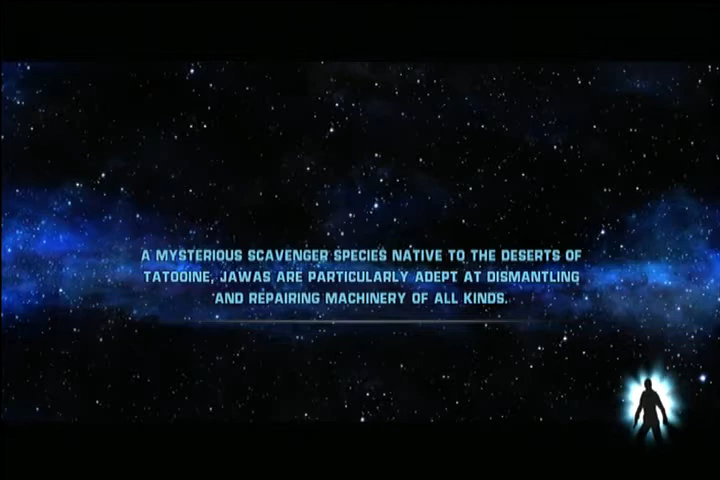 A MYSTERIOUS SCAVENGER SPECIES NATIVE TO THE DESERTS OF
TATOOINE, JAWAS ARE PARTICULARLY ADEPT AT DISMANTLING
AND REPAIRING MACHINERY OF ALL KINDS.